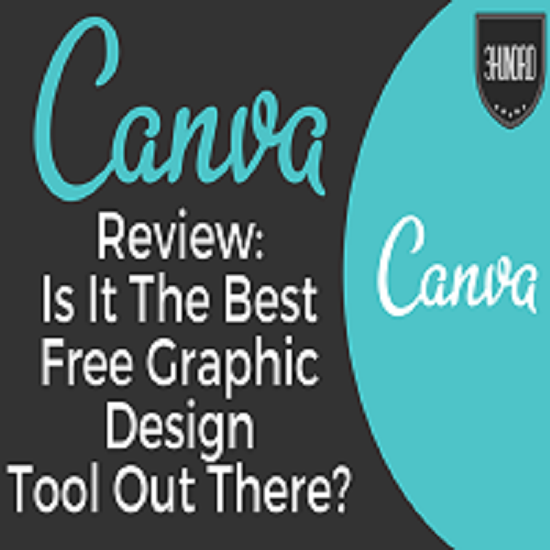 Canva
Review:
Is It The Best
Free Graphic
Design
Tool Out There?
Canva